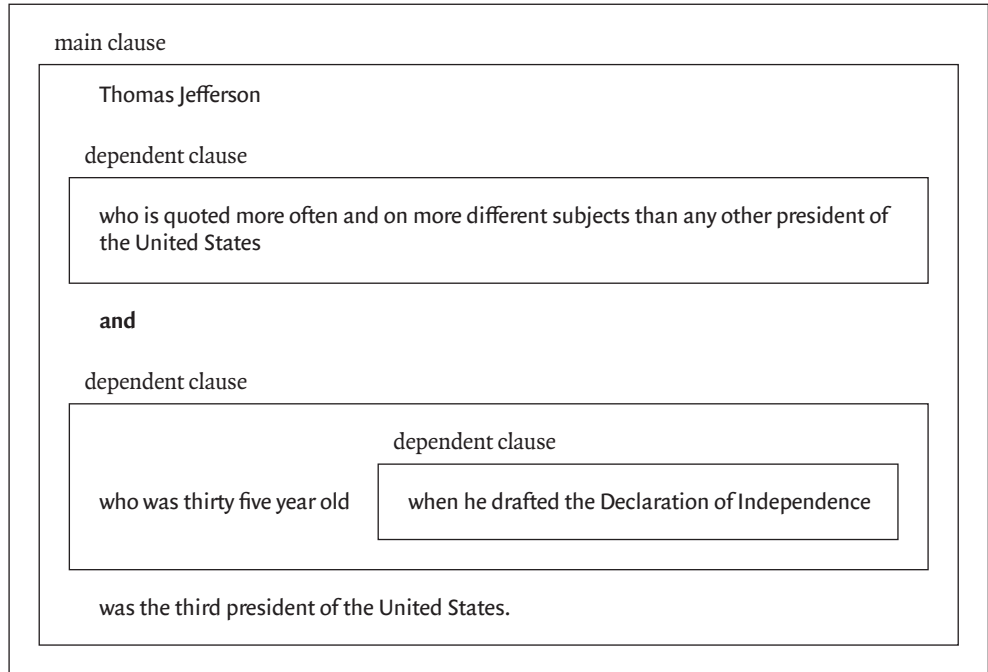 main clause
Thomas Jefferson
dependent clause
who is quoted more often and on more different subjects than any other president of
the United States
and
dependent clause
dependent clause
who was thirty five year old
when he drafted the Declaration of Independence
was the third president of the United States.